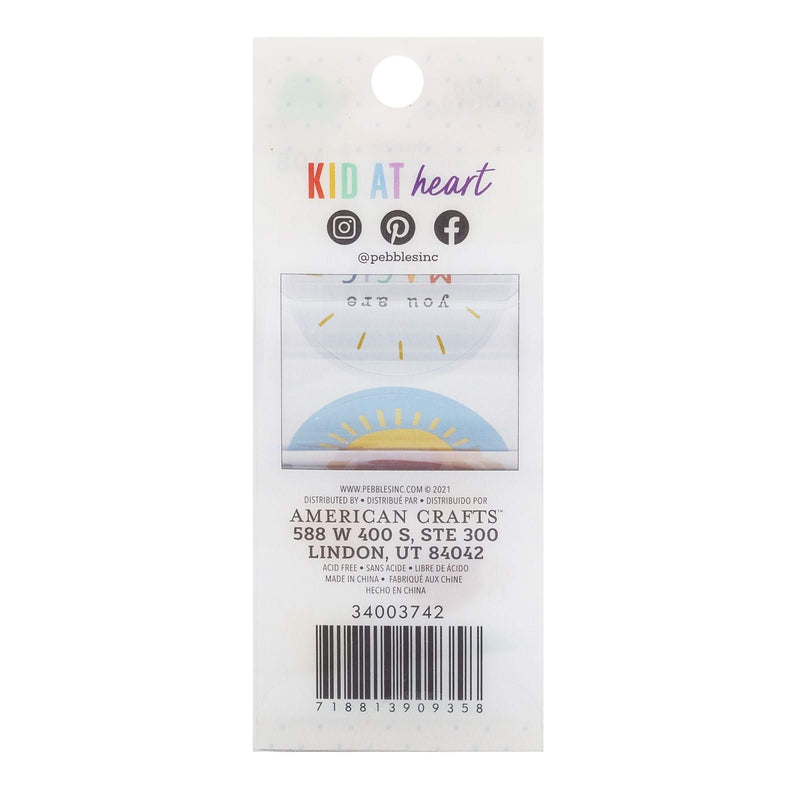 KID AT heart
@pebblesinc
MAGIC
you are
WWW.PEBBLESINC.COM © 2021
DISTRIBUTED BY • DISTRIBUÉ PAR • DISTRIBUIDO POR
AMERICAN CRAFTS™
588 W 400 S, STE 300
LINDON, UT 84042
ACID FREE • SANS ACIDE • LIBRE DE ÁCIDO
MADE IN CHINA • FABRIQUÉ AUX CHINE
HECHO EN CHINA
34003742
718813909358